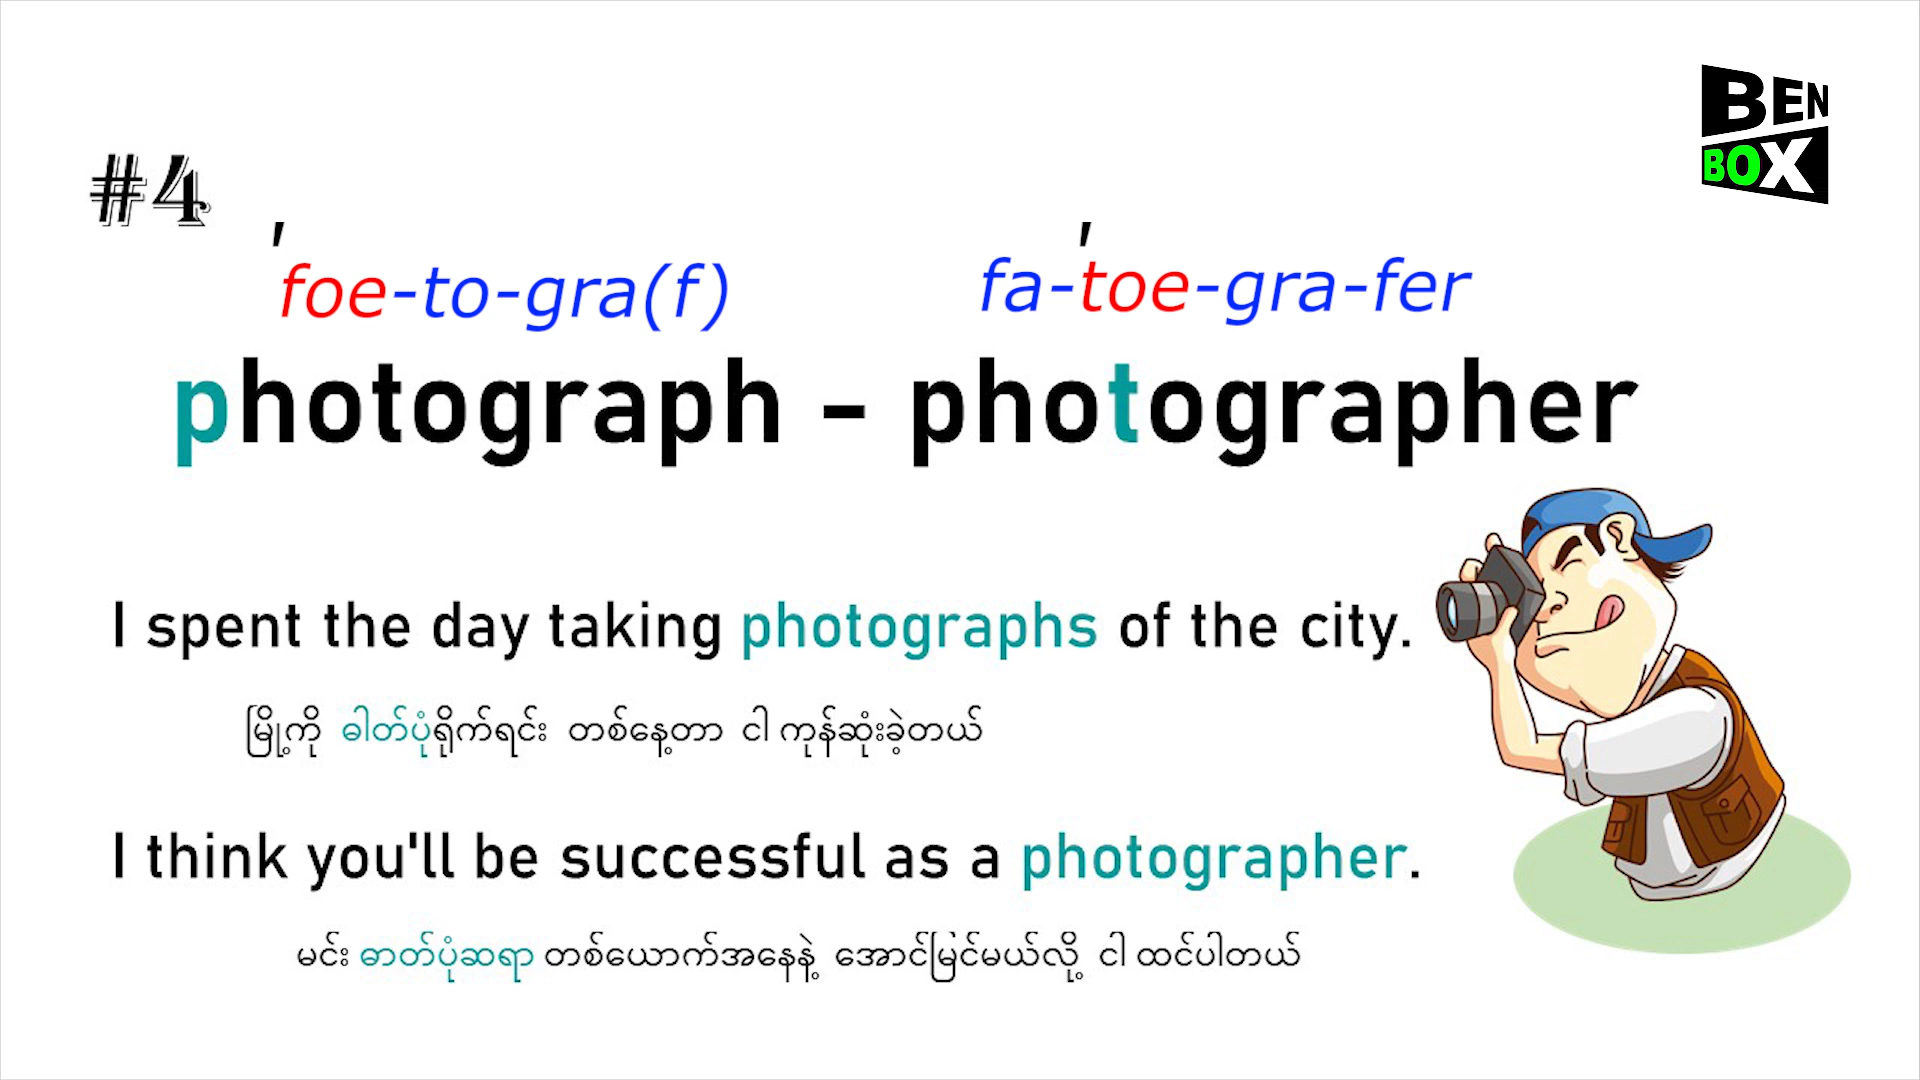 BEN
BOX
#4
'foe-to-gra(f)
fa-'toe-gra-fer
photograph - photographer
I spent the day taking photographs of the city.
မြို့ကို ဓါတ်ပုံရိုက်ရင်း တစ်နေ့တာ ငါ ကုန်ဆုံးခဲ့တယ်
I think you'll be successful as a photographer.
မင်း ဓာတ်ပုံဆရာ တစ်ယောက်အနေနဲ့ အောင်မြင်မယ်လို့ ငါ ထင်ပါတယ်